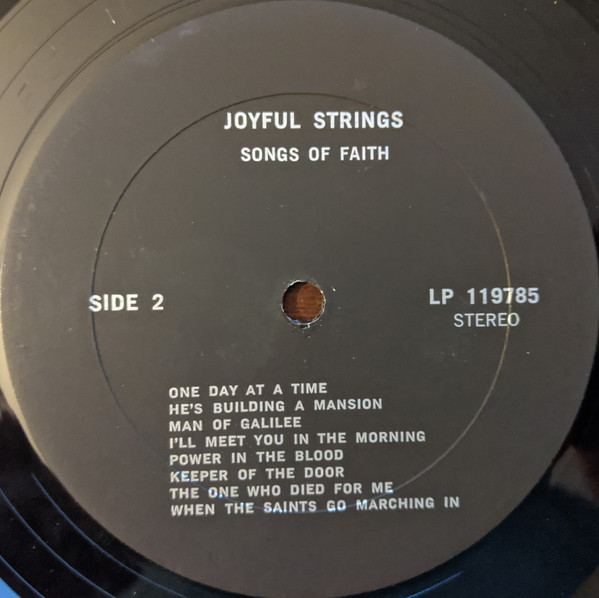 JOYFUL STRINGS
SONGS OF FAITH
SIDE 2
LP 119785
STEREO
ONE DAY AT A TIME
HE'S BUILDING A MANSION
MAN OF GALILEE
I'LL MEET YOU IN THE MORNING
POWER IN THE BLOOD
KEEPER OF THE DOOR
THE ONE WHO DIED FOR ME
WHEN THE SAINTS GO MARCHING IN